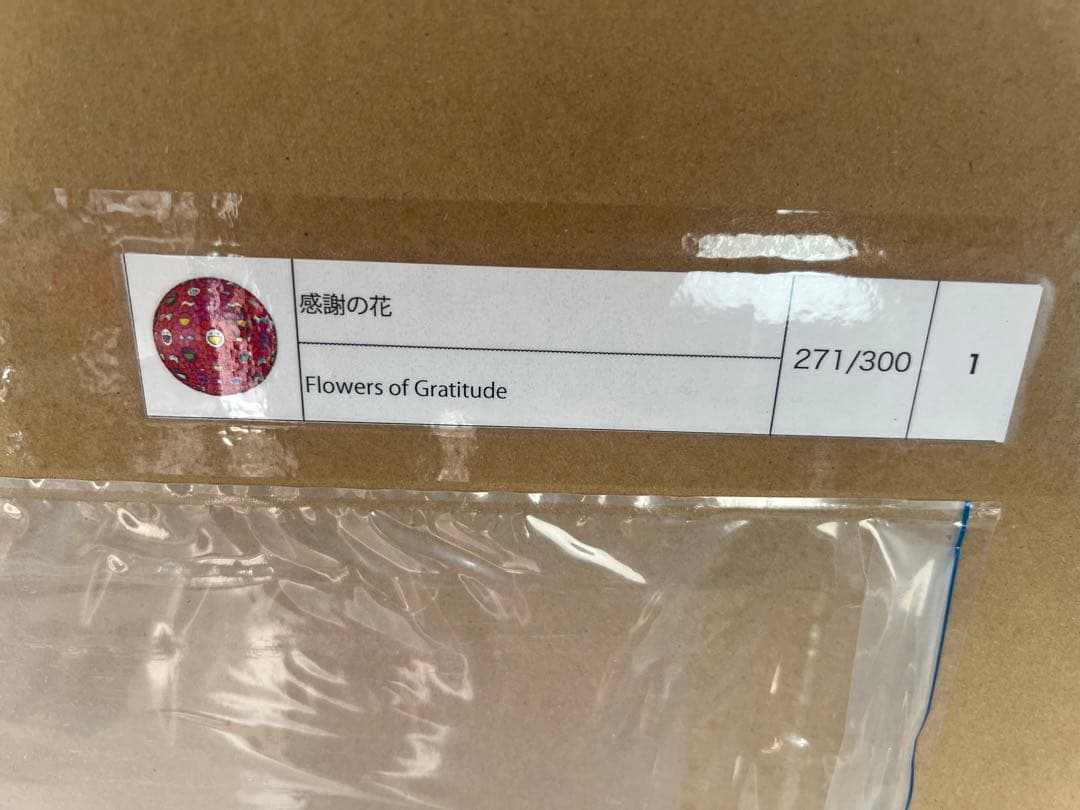 感謝の花
Flowers of Gratitude
271/300
1